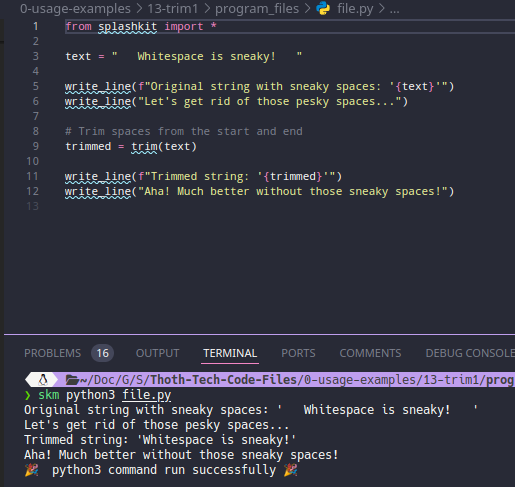 0-usage-examples > 13-trim1 > program_files > file.py > ...
1 from splashkit import *
2
3 text = "   Whitespace is sneaky!   "
4
5 write_line(f"Original string with sneaky spaces: '{text}'")
6 write_line("Let's get rid of those pesky spaces...")
7
8 # Trim spaces from the start and end
9 trimmed = trim(text)
10
11 write_line(f"Trimmed string: '{trimmed}'")
12 write_line("Aha! Much better without those sneaky spaces!")
13
PROBLEMS 16 OUTPUT TERMINAL PORTS COMMENTS DEBUG CONSOLE
~/Doc/G/S/Thoth-Tech-Code-Files/0-usage-examples/13-trim1/prog
❯ skm python3 file.py
Original string with sneaky spaces: '   Whitespace is sneaky!   '
Let's get rid of those pesky spaces...
Trimmed string: 'Whitespace is sneaky!'
Aha! Much better without those sneaky spaces!
🎉 python3 command run successfully 🎉